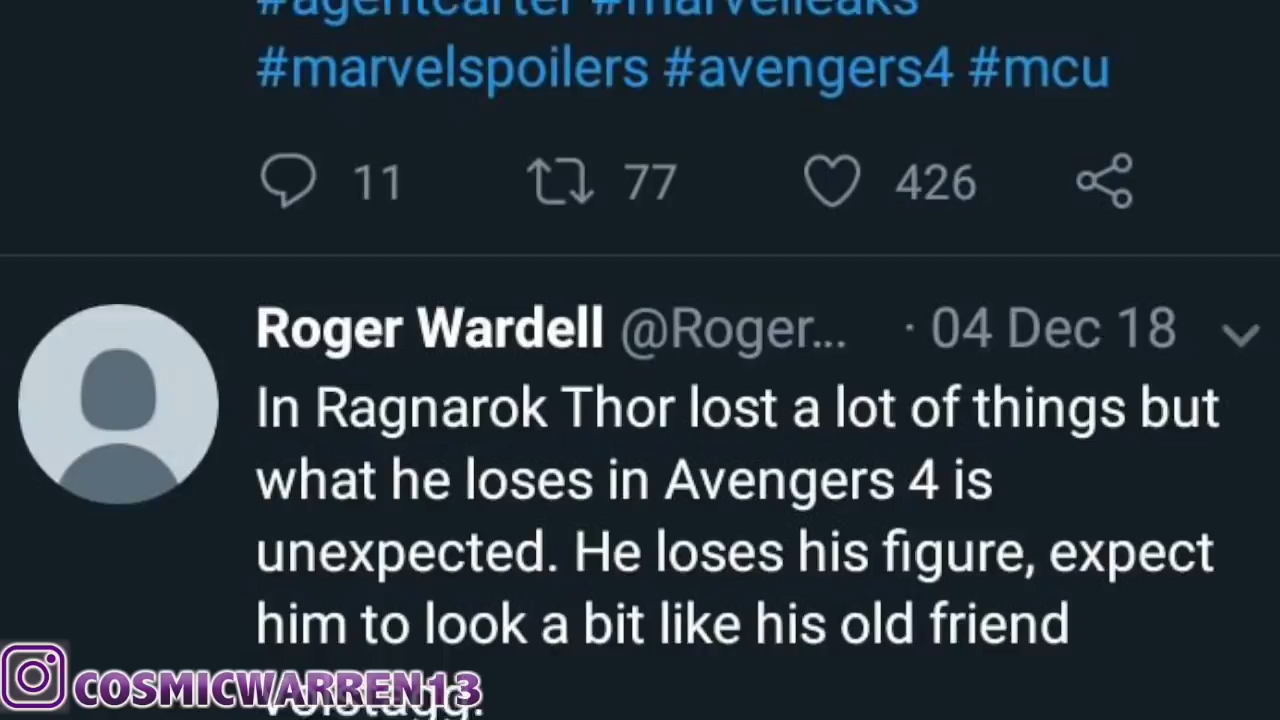 #agentcarter #marvelleaks
#marvelspoilers #avengers4 #mcu
11 77 426
Roger Wardell @Roger... · 04 Dec 18
In Ragnarok Thor lost a lot of things but
what he loses in Avengers 4 is
unexpected. He loses his figure, expect
him to look a bit like his old friend
Volstagg.
COSMICWARREN13